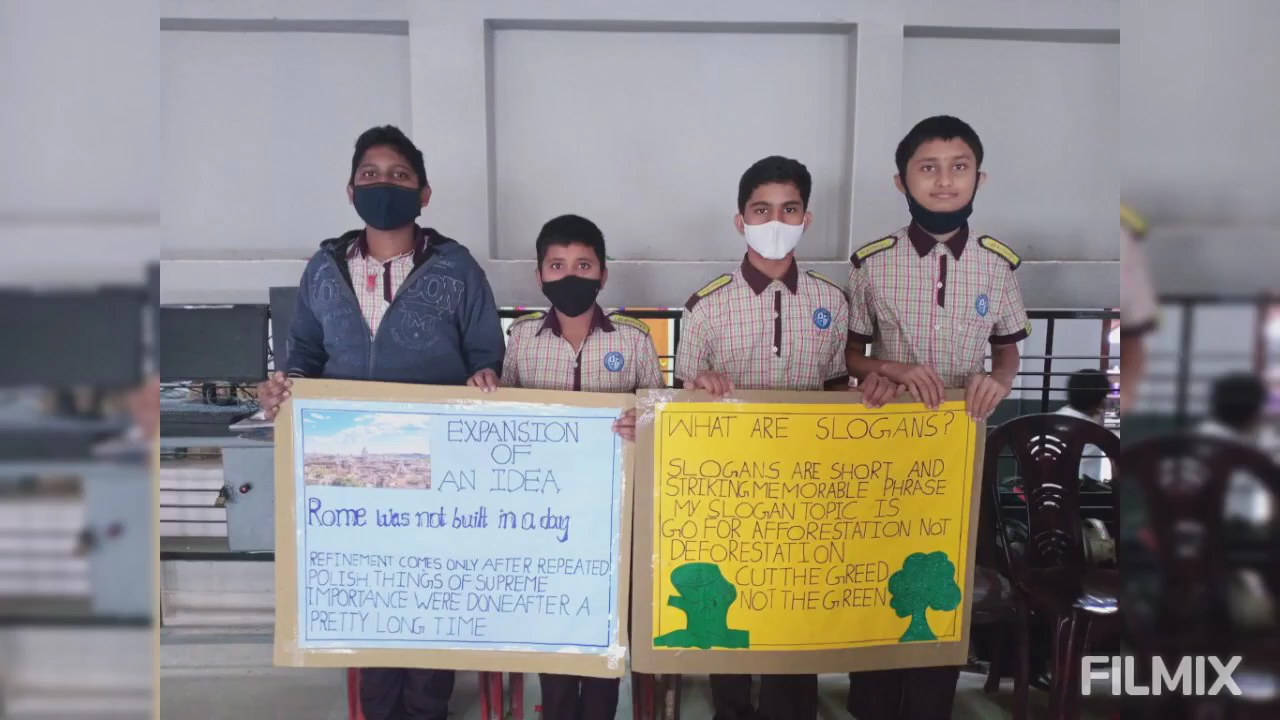 EXPANSION
OF
AN IDEA
Rome was not built in a day
REFINEMENT COMES ONLY AFTER REPEATED
POLISH THINGS OF SUPREME
IMPORTANCE WERE DONE AFTER A
PRETTY LONG TIME
WHAT ARE SLOGANS?
SLOGANS ARE SHORT AND
STRIKING MEMORABLE PHRASE
MY SLOGAN TOPIC IS
GO FOR AFFORESTATION NOT
DEFORESTATION
CUT THE GREED
NOT THE GREEN
FILMIX